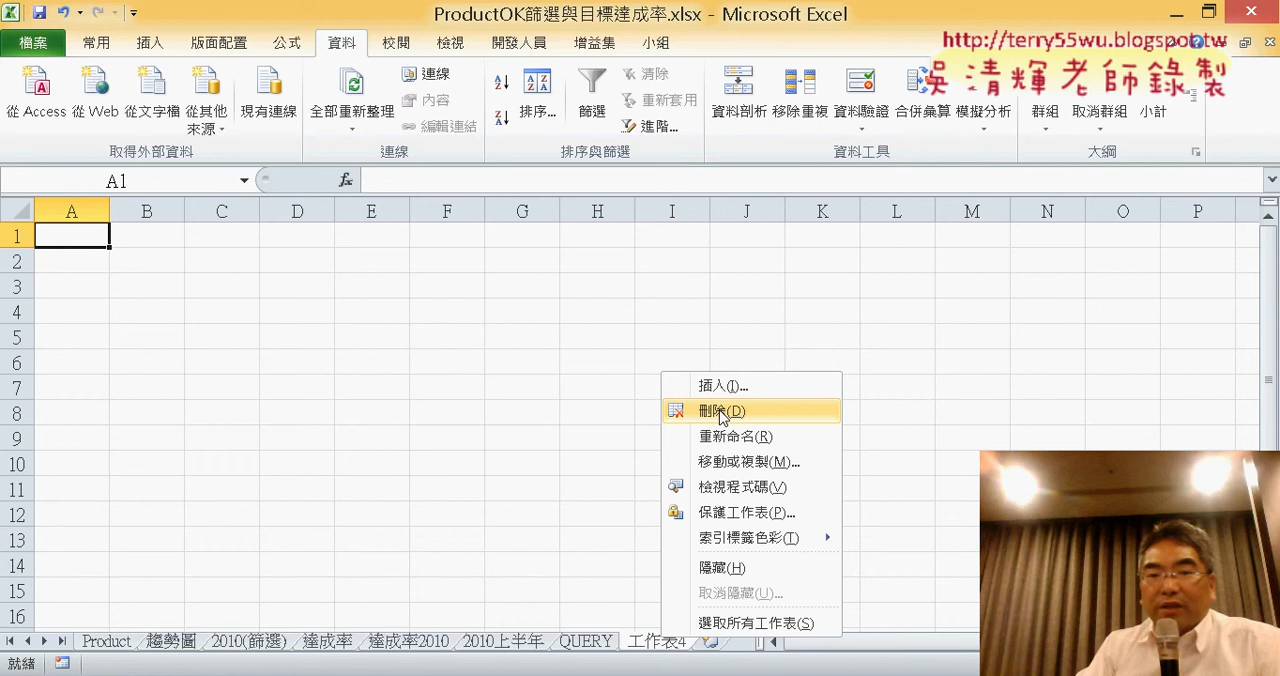 ProductOK篩選與目標達成率.xlsx - Microsoft Excel
檔案 常用 插入 版面配置 公式 資料 校閱 檢視 開發人員 增益集 小組
http://terry55wu.blogspot.tw
吳清輝老師錄製
從 Access 從 Web 從文字檔 從其他來源 現有連線
取得外部資料
全部重新整理 連線 內容 編輯連結
連線
排序... 篩選 清除 重新套用 進階...
排序與篩選
資料剖析 移除重複 資料驗證 合併彙算 模擬分析
資料工具
群組 取消群組 小計
大綱
A1 fx
A B C D E F G H I J K L M N O P
1
2
3
4
5
6
7
8
9
10
11
12
13
14
15
16
插入(I)...
刪除(D)
重新命名(R)
移動或複製(M)...
檢視程式碼(V)
保護工作表(P)...
索引標籤色彩(T)
隱藏(H)
取消隱藏(U)...
選取所有工作表(S)
Product 趨勢圖 2010(篩選) 達成率 達成率2010 2010上半年 QUERY 工作表4
就緒